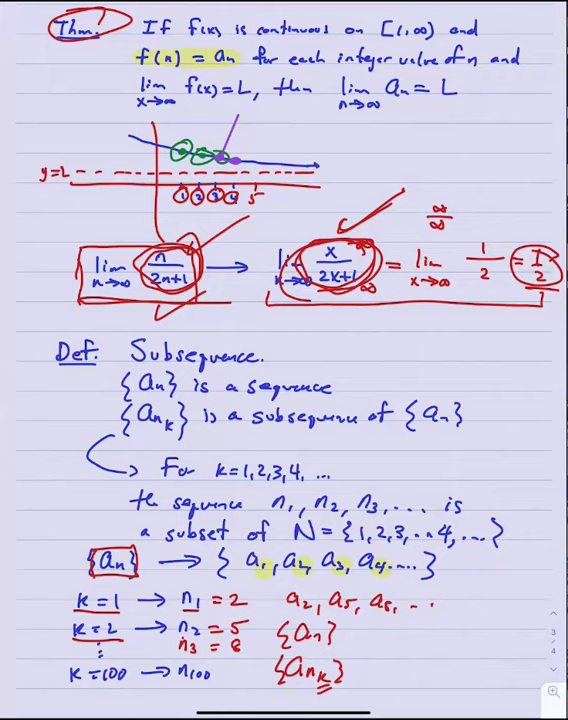 Thm. If f(x) is continuous on [1,∞) and
f(n) = an for each integer value of n and
lim x→∞ f(x) = L, then lim n→∞ an = L
y=L
1 2 3 4 5
∞/∞
lim n→∞ n/2n+1 → lim x→∞ x/2x+1 = lim x→∞ 1/2 = 1/2
∞
∞
Def. Subsequence.
{an} is a sequence
{ank} is a subsequence of {an}
For k=1,2,3,4, ...
the sequence n1, n2, n3, .... is
a subset of N = {1,2,3,..4,...}
{an} → { a1, a2, a3, a4.... }
k=1 → n1 = 2 a2, a5, a8, ...
k=2 → n2 = 5 {an}
⋮ n3 = 8
k=100 → n100 {ank}
3
/
4